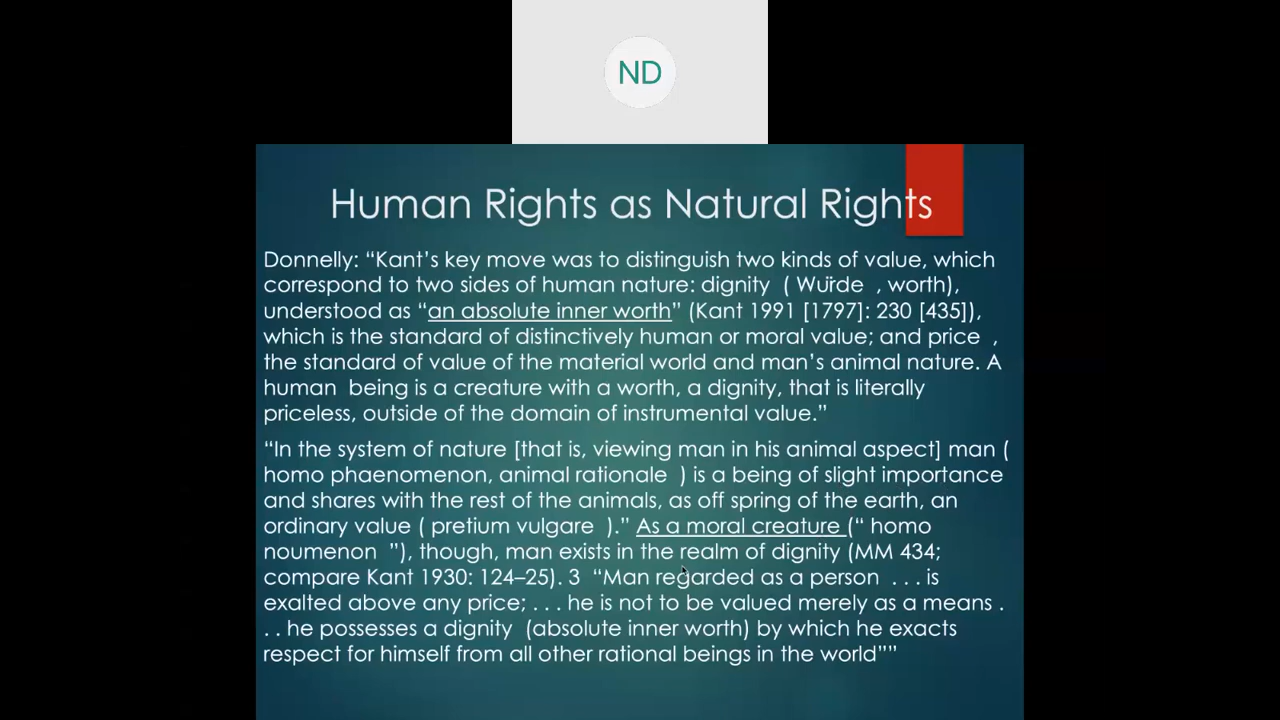 ND
Human Rights as Natural Rights
Donnelly: “Kant’s key move was to distinguish two kinds of value, which
correspond to two sides of human nature: dignity ( Wu¨rde , worth),
understood as “an absolute inner worth” (Kant 1991 [1797]: 230 [435]),
which is the standard of distinctively human or moral value; and price ,
the standard of value of the material world and man’s animal nature. A
human being is a creature with a worth, a dignity, that is literally
priceless, outside of the domain of instrumental value.”
“In the system of nature [that is, viewing man in his animal aspect] man (
homo phaenomenon, animal rationale ) is a being of slight importance
and shares with the rest of the animals, as off spring of the earth, an
ordinary value ( pretium vulgare ).” As a moral creature (“ homo
noumenon ”), though, man exists in the realm of dignity (MM 434;
compare Kant 1930: 124–25). 3 “Man regarded as a person . . . is
exalted above any price; . . . he is not to be valued merely as a means .
. . he possesses a dignity (absolute inner worth) by which he exacts
respect for himself from all other rational beings in the world””